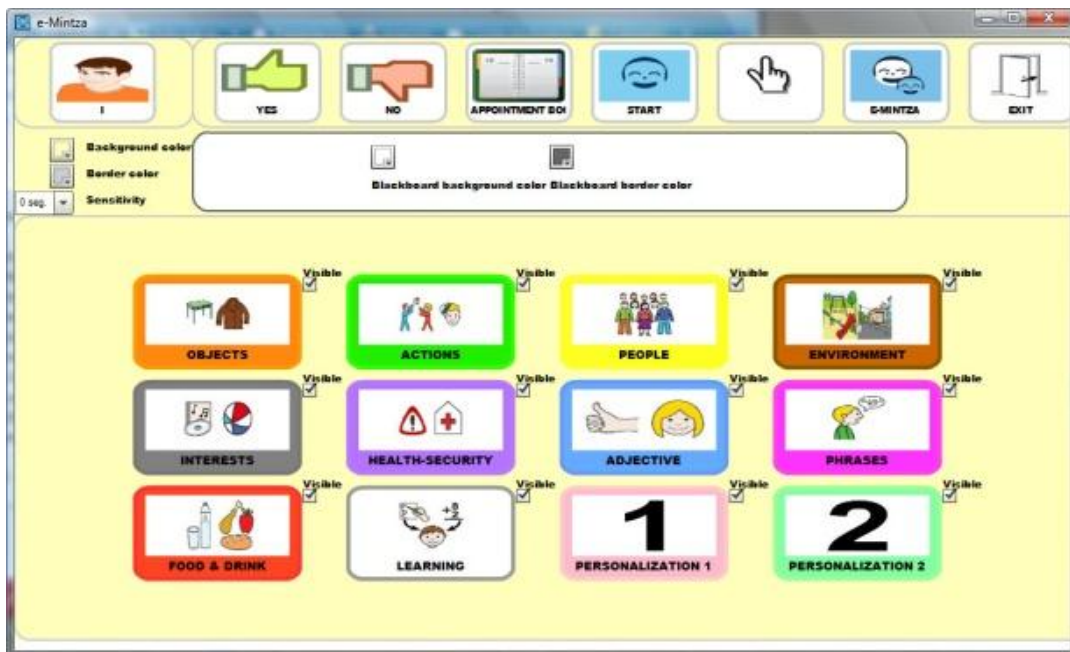 e-Mintza
I
YES
NO
APPOINTMENT BO
START
E-MINTZA
EXIT
Background color
Border color
0 seg.
Sensitivity
Blackboard background color Blackboard border color
Visible
Visible
Visible
Visible
OBJECTS
ACTIONS
PEOPLE
ENVIRONMENT
Visible
Visible
Visible
Visible
INTERESTS
HEALTH-SECURITY
ADJECTIVE
PHRASES
Visible
Visible
Visible
Visible
1
2
FOOD & DRINK
LEARNING
PERSONALIZATION 1
PERSONALIZATION 2